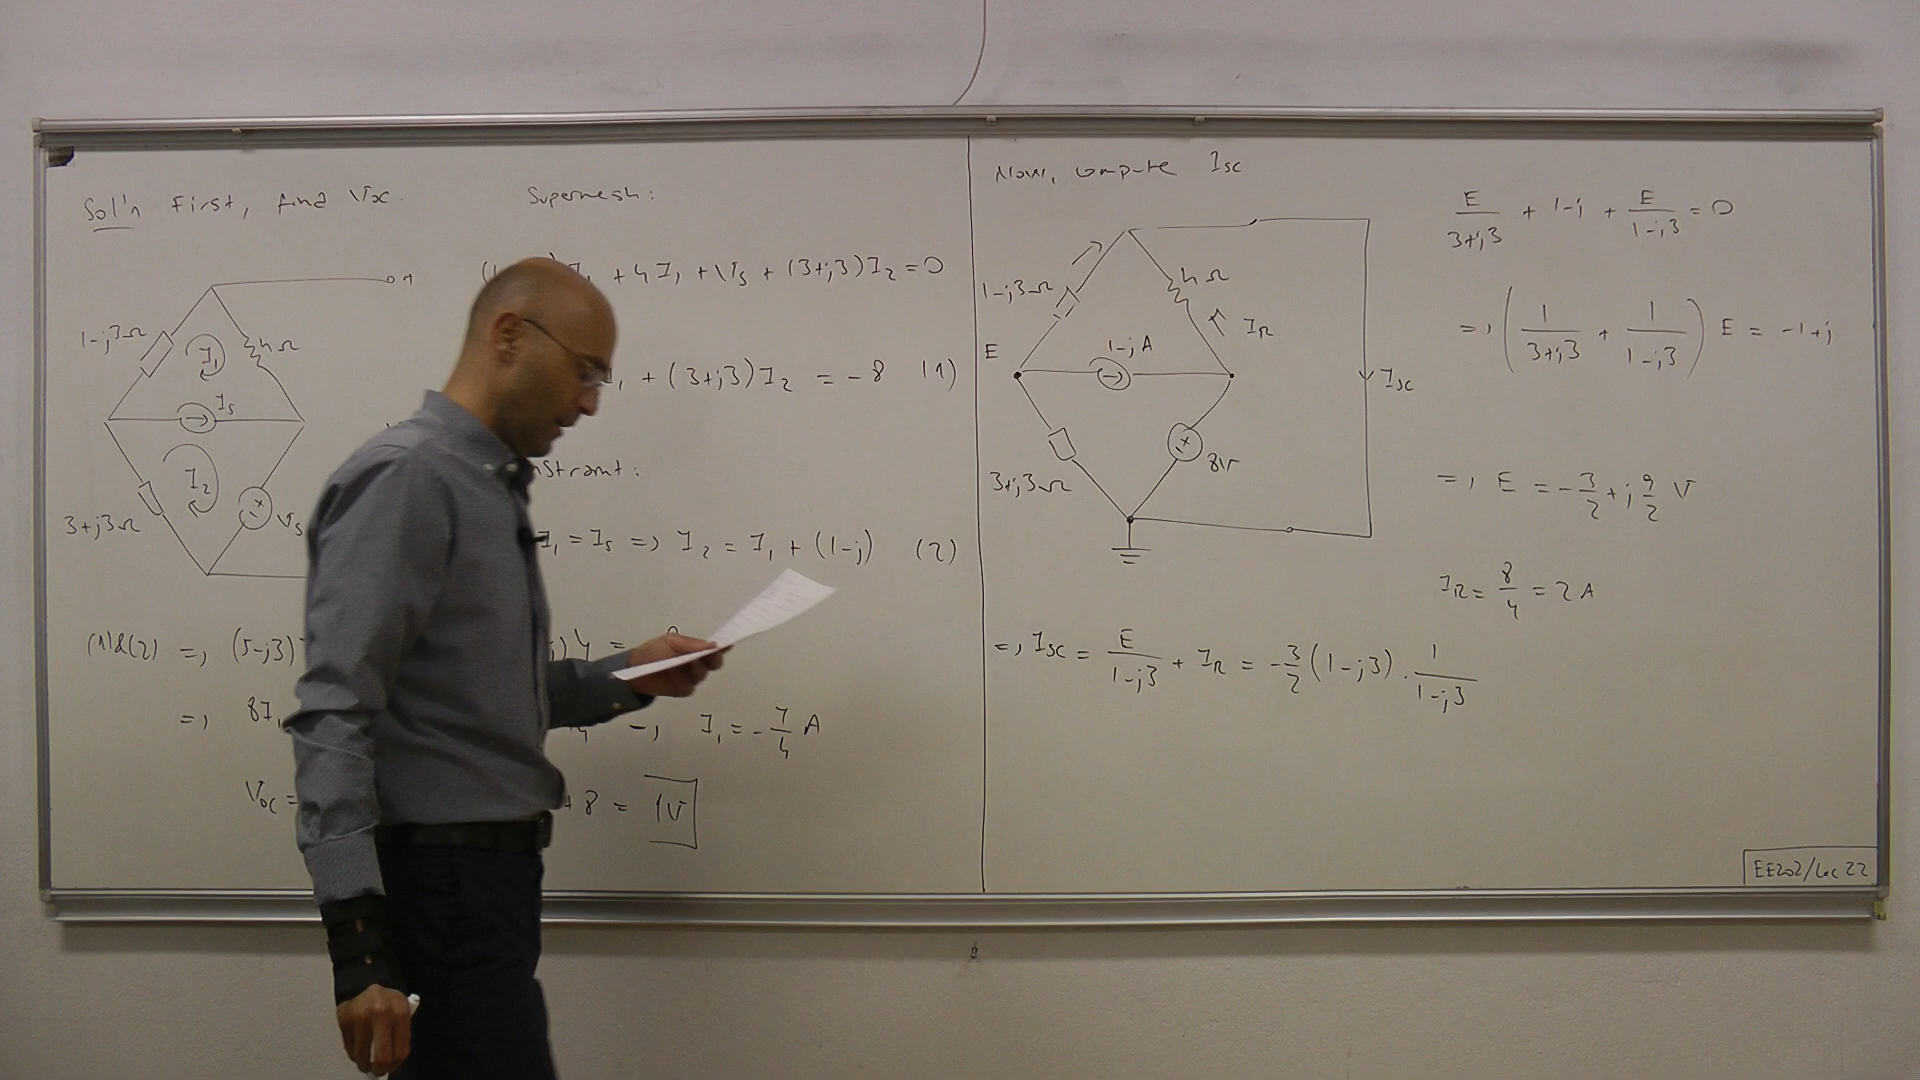 Sol'n First, find Voc.
Supermesh:
I1 + 4I1 + Vs + (3+j3)I2 = 0
I1 + (3+j3)I2 = -8 (1)
nstraint:
I1 = Is => I2 = I1 + (1-j) (2)
1-j3Ω
4Ω
I1
Is
I2
3+j3Ω
Vs
(1)&(2) => (5-j3)
=> 8I1
=> I1 = -7/4 A
Voc =
+ 8 = 1V
Now, compute Isc
1-j3Ω
4Ω
IR
E
1-j A
Isc
3+j3Ω
8V
E/(3+j3) + 1-j + E/(1-j3) = 0
=> (1/(3+j3) + 1/(1-j3)) E = -1+j
=> E = -3/2 + j 9/2 V
IR = 8/4 = 2 A
=> Isc = E/(1-j3) + IR = -3/2 (1-j3) . 1/(1-j3)
EE202/Lec 22